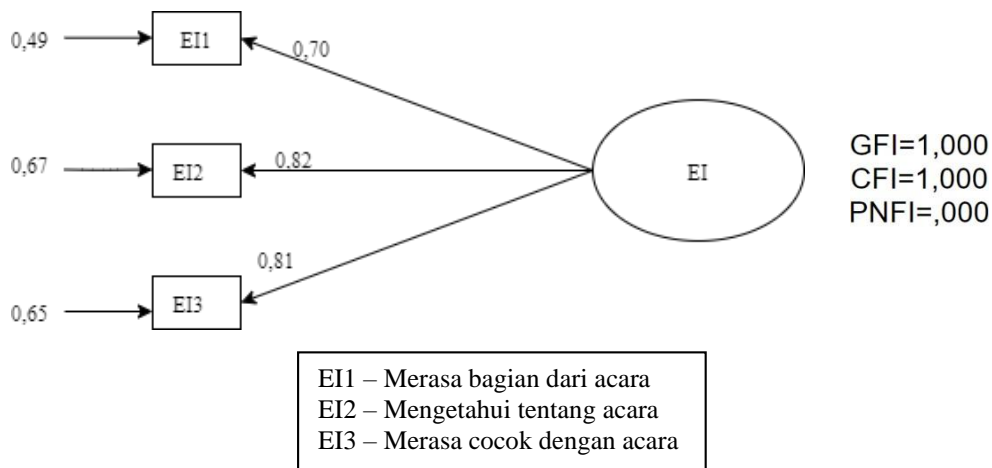 0,49
EI1
0,70
0,67
EI2
0,82
EI
0,65
EI3
0,81
GFI=1,000
CFI=1,000
PNFI=,000
EI1 – Merasa bagian dari acara
EI2 – Mengetahui tentang acara
EI3 – Merasa cocok dengan acara